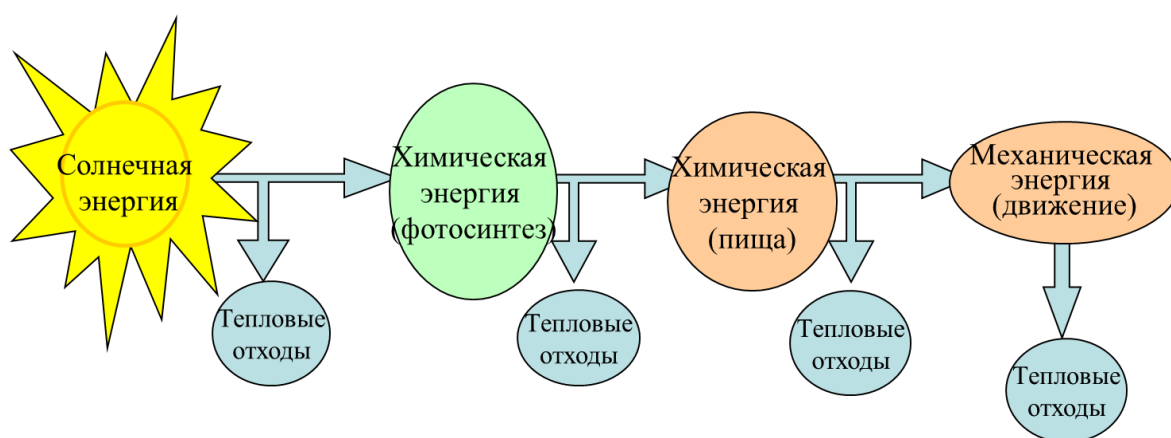 Солнечная
энергия
Химическая
энергия
(фотосинтез)
Химическая
энергия
(пища)
Механическая
энергия
(движение)
Тепловые
отходы
Тепловые
отходы
Тепловые
отходы
Тепловые
отходы